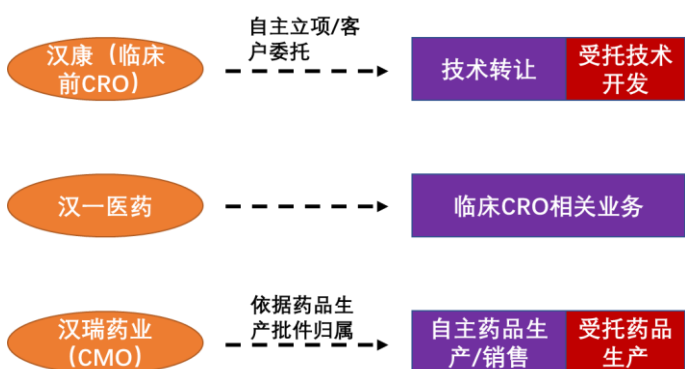 自主立项/客
户委托
汉康（临床
前CRO）
技术转让
受托技术
开发
汉一医药
临床CRO相关业务
依据药品生
产批件归属
汉瑞药业
（CMO）
自主药品生
产/销售
受托药品
生产